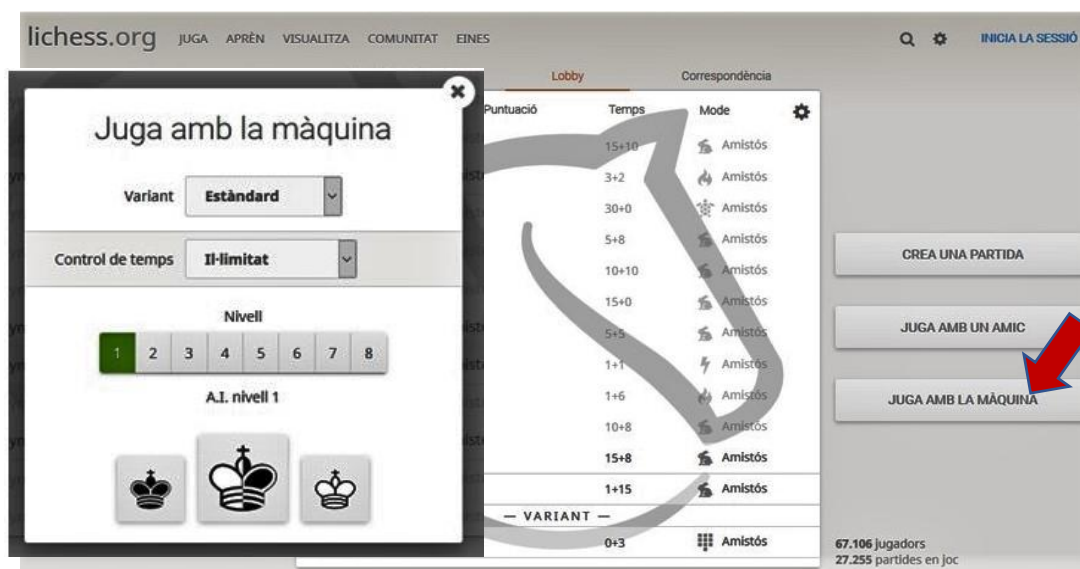 lichess.org JUGA APRÈN VISUALITZA COMUNITAT EINES INICIA LA SESSIÓ
Lobby Correspondència
Juga amb la màquina
Variant Estàndard
Control de temps Il·limitat
Nivell
1 2 3 4 5 6 7 8
A.I. nivell 1
Puntuació Temps Mode
15+10 Amistós
3+2 Amistós
30+0 Amistós
5+8 Amistós
10+10 Amistós
15+0 Amistós
5+5 Amistós
1+1 Amistós
1+6 Amistós
10+8 Amistós
15+8 Amistós
1+15 Amistós
— VARIANT —
0+3 Amistós
CREA UNA PARTIDA
JUGA AMB UN AMIC
JUGA AMB LA MÀQUINA
67.106 jugadors
27.255 partides en joc